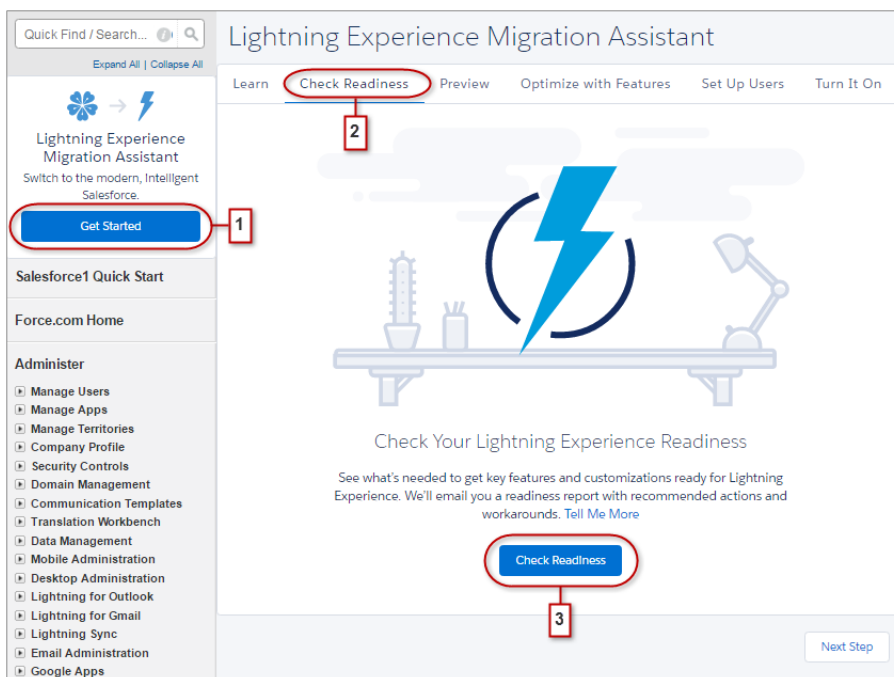 Quick Find / Search...
Expand All | Collapse All
Lightning Experience
Migration Assistant
Switch to the modern, Intelligent
Salesforce.
Get Started
1
Salesforce1 Quick Start
Force.com Home
Administer
Manage Users
Manage Apps
Manage Territories
Company Profile
Security Controls
Domain Management
Communication Templates
Translation Workbench
Data Management
Mobile Administration
Desktop Administration
Lightning for Outlook
Lightning for Gmail
Lightning Sync
Email Administration
Google Apps
Lightning Experience Migration Assistant
Learn Check Readiness Preview Optimize with Features Set Up Users Turn It On
2
Check Your Lightning Experience Readiness
See what's needed to get key features and customizations ready for Lightning
Experience. We'll email you a readiness report with recommended actions and
workarounds. Tell Me More
Check Readiness
3
Next Step